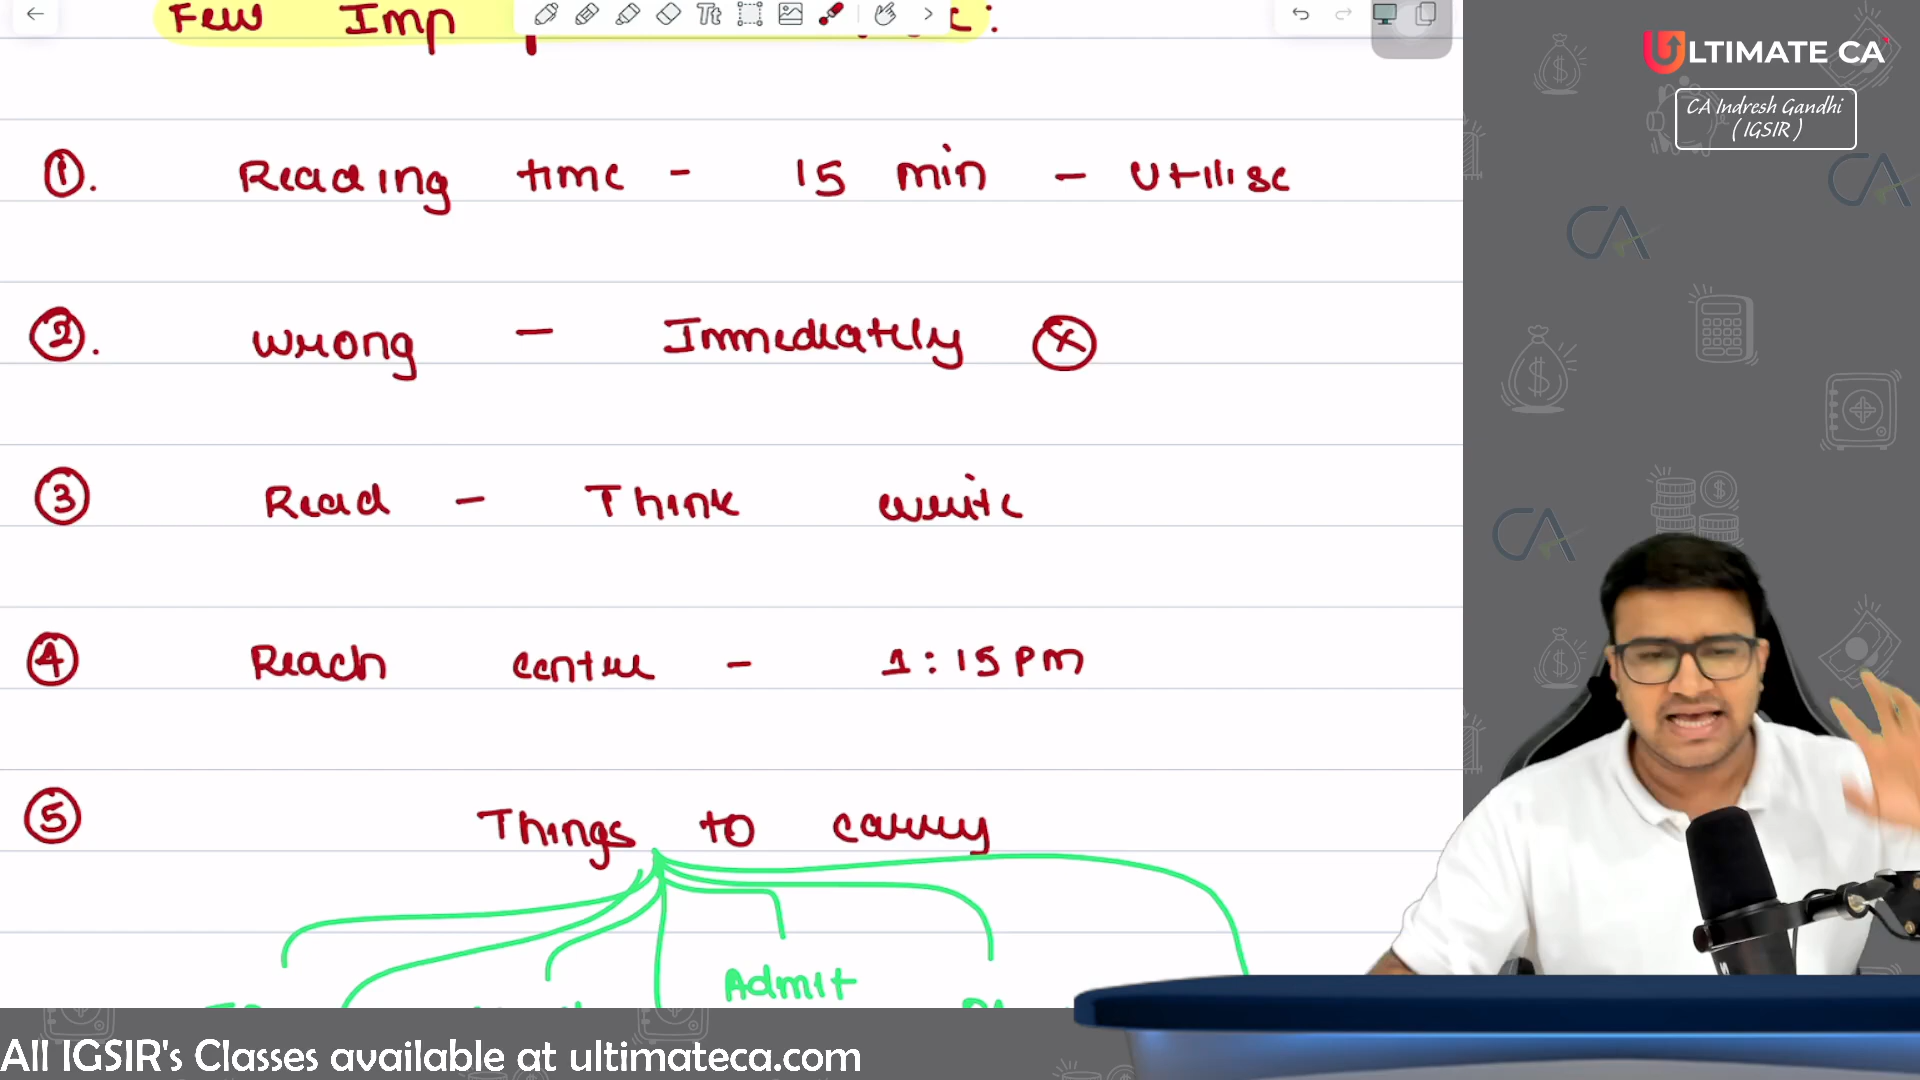 Few Imp
ULTIMATE CA
CA Indresh Gandhi
(IGSIR)
1. Reading time - 15 min - Utilise
2. Wrong - Immediately X
3 Read - Think write
4 Reach centre - 1:15 PM
5 Things to carry
Admit
All IGSIR's Classes available at ultimateca.com